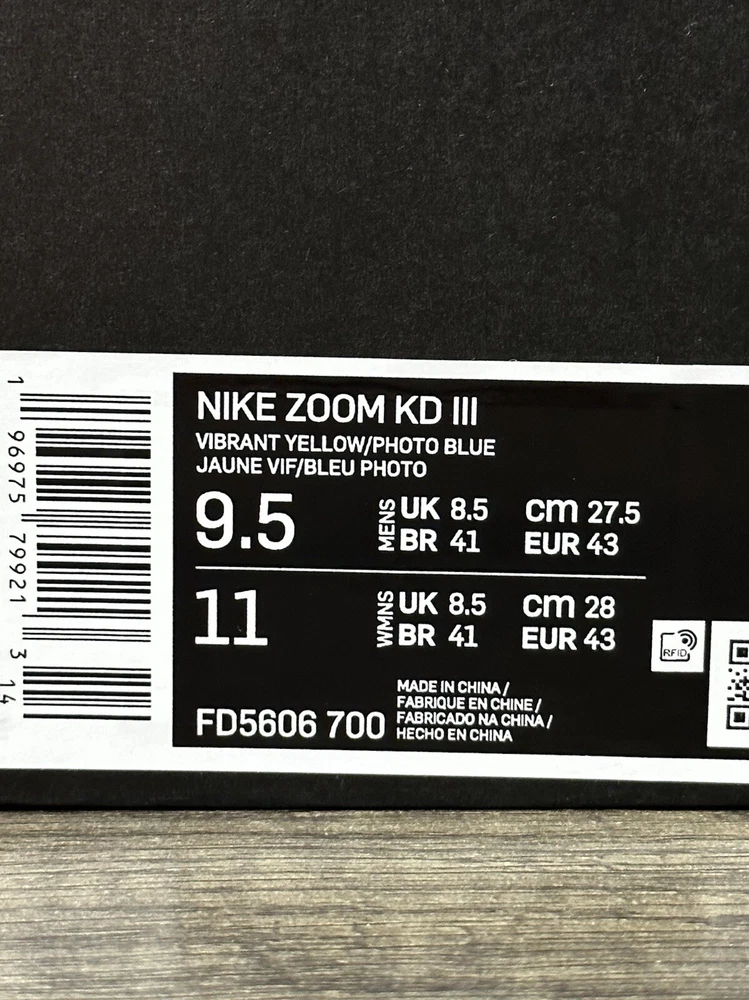 1 96975 79921 3 14
NIKE ZOOM KD III
VIBRANT YELLOW/PHOTO BLUE
JAUNE VIF/BLEU PHOTO
9.5 MENS UK 8.5 cm 27.5
BR 41 EUR 43
11 WMNS UK 8.5 cm 28
BR 41 EUR 43
RFID
FD5606 700
MADE IN CHINA /
FABRIQUE EN CHINE /
FABRICADO NA CHINA /
HECHO EN CHINA